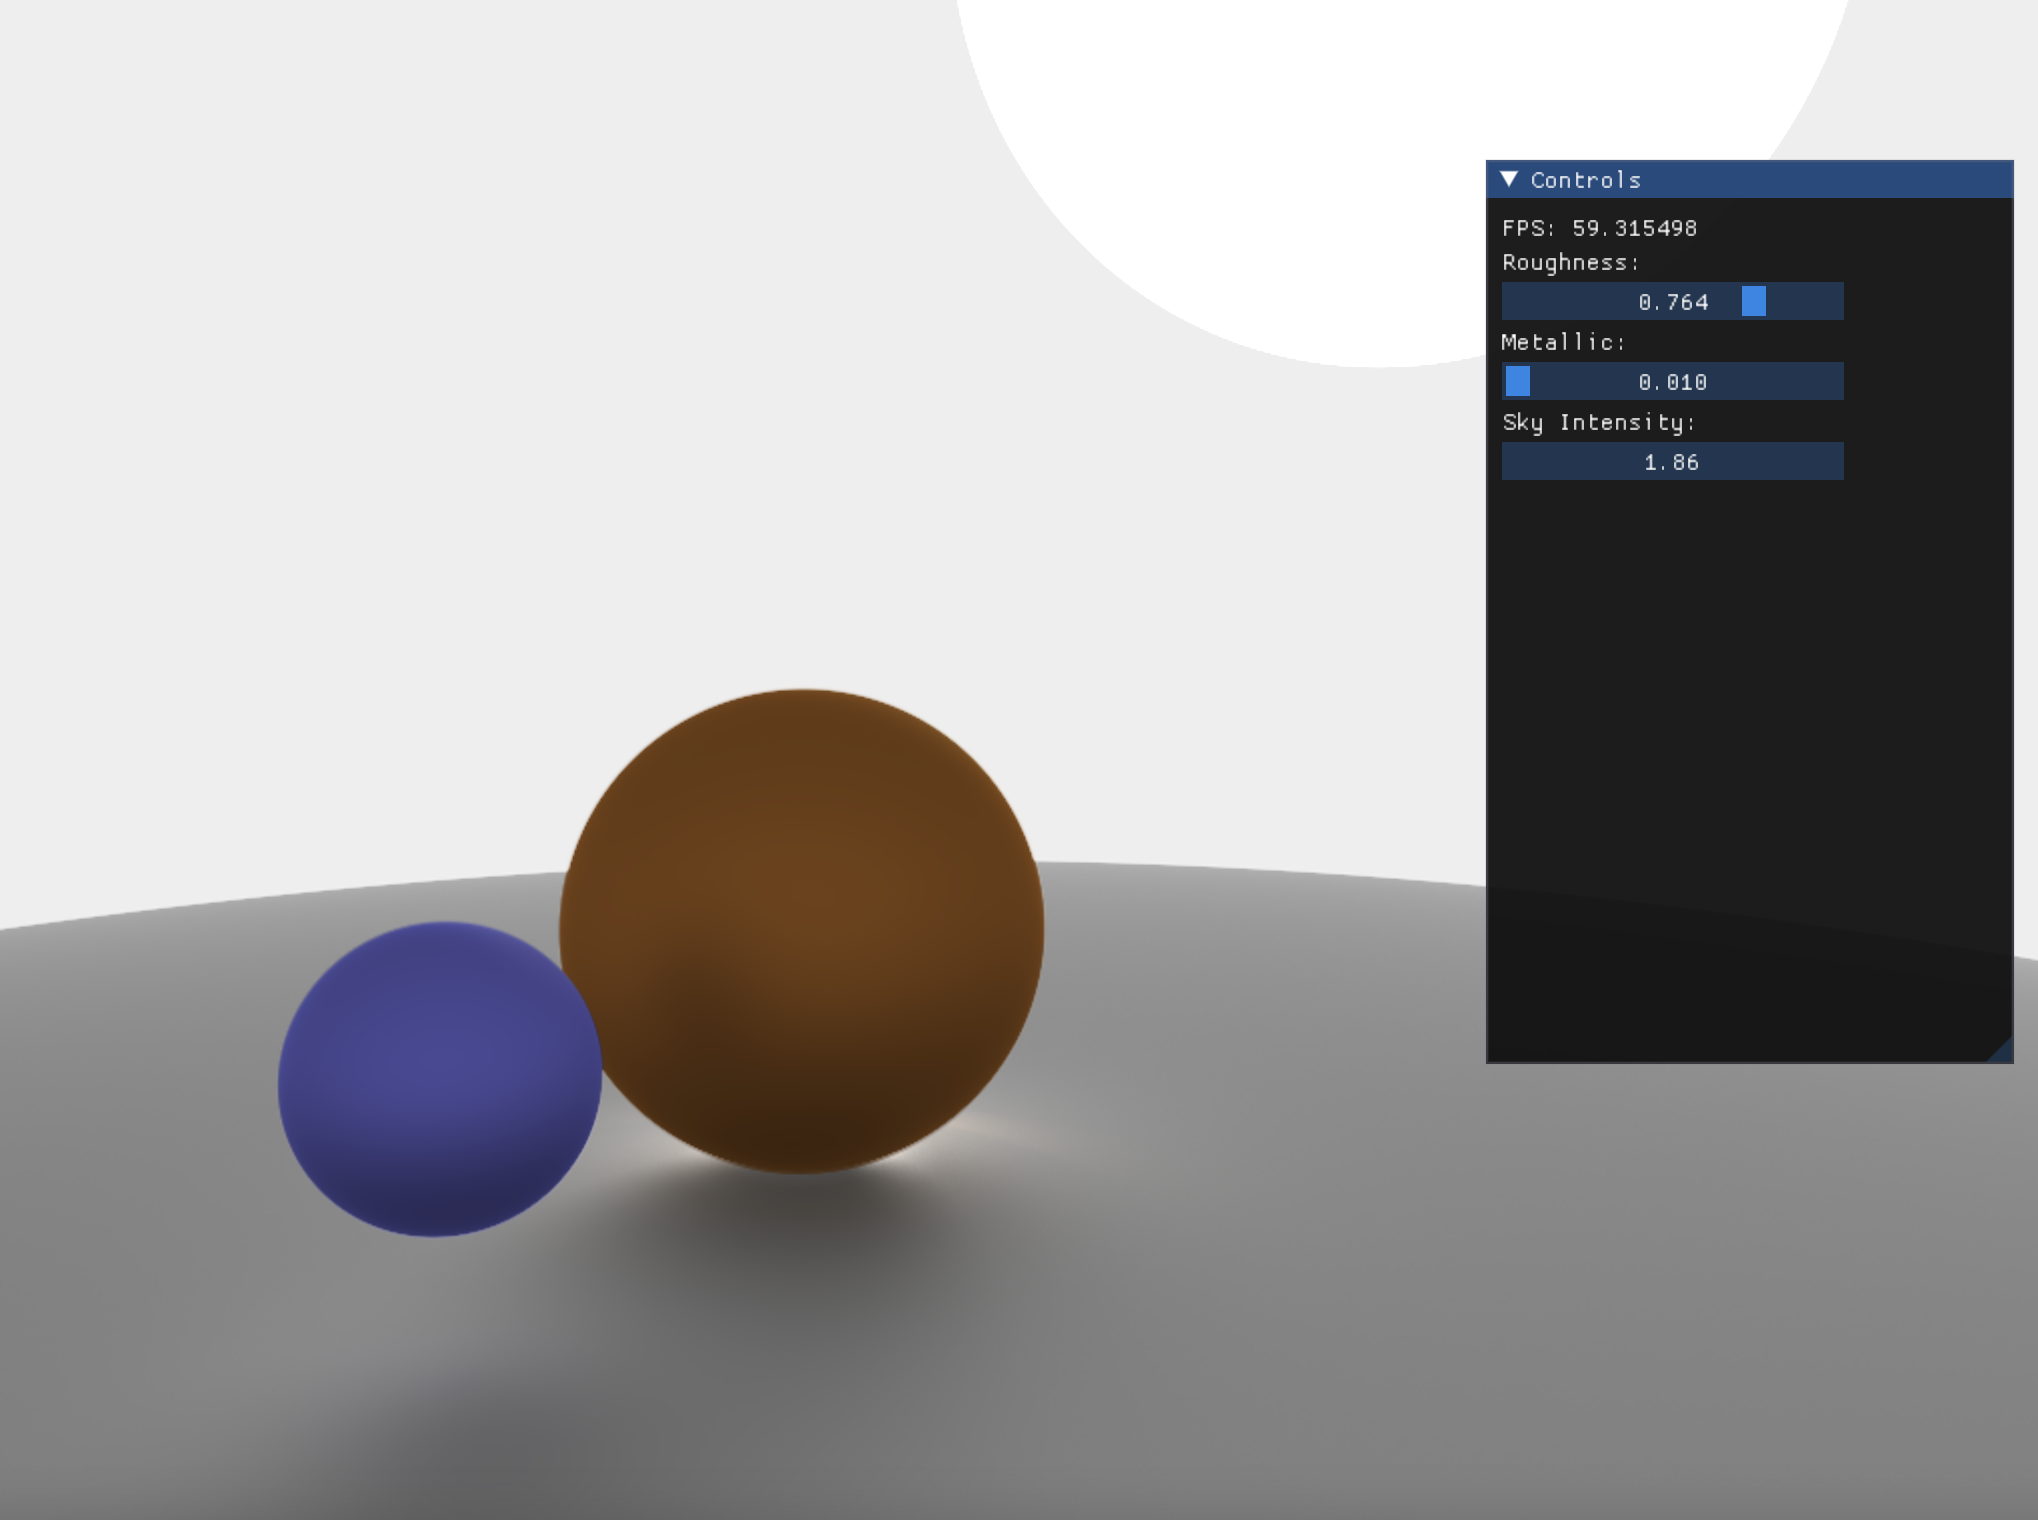 Controls
FPS: 59.315498
Roughness:
0.764
Metallic:
0.010
Sky Intensity:
1.86